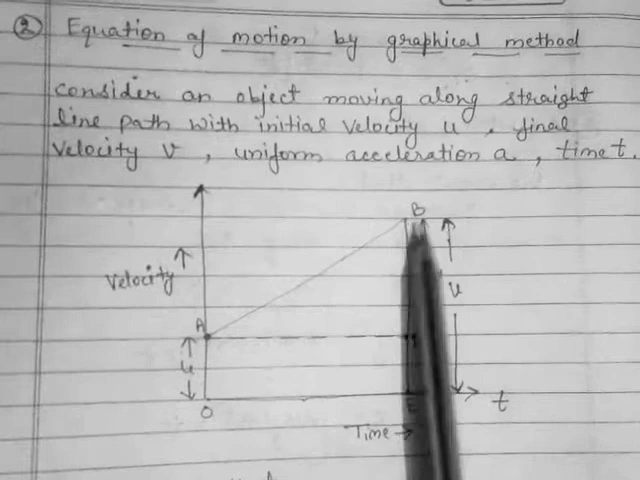 ② Equation of motion by graphical method
consider an object moving along straight
line path with initial velocity u, final
velocity v, uniform acceleration a, time t.
B
Velocity
v
A
u
O
E
t
Time →